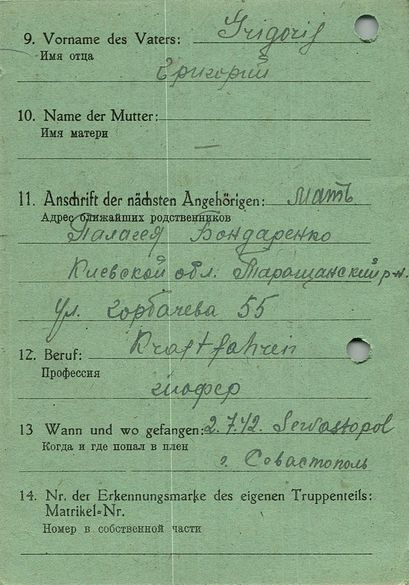 9. Vorname des Vaters: Grigorij
Имя отца
Григорий
10. Name der Mutter:
Имя матери
—
11. Anschrift der nächsten Angehörigen: мать
Адрес ближайших родственников
Палагея Бондаренко
Киевской обл. Таращанский р-н.
ул. Горбачева 55
12. Beruf: Kraftfahrer
Профессия
шофер
13 Wann und wo gefangen: 2.7.42. Sewastopol
Когда и где попал в плен
г. Севастополь
14. Nr. der Erkennungsmarke des eigenen Truppenteils:
Matrikel-Nr.
Номер в собственной части